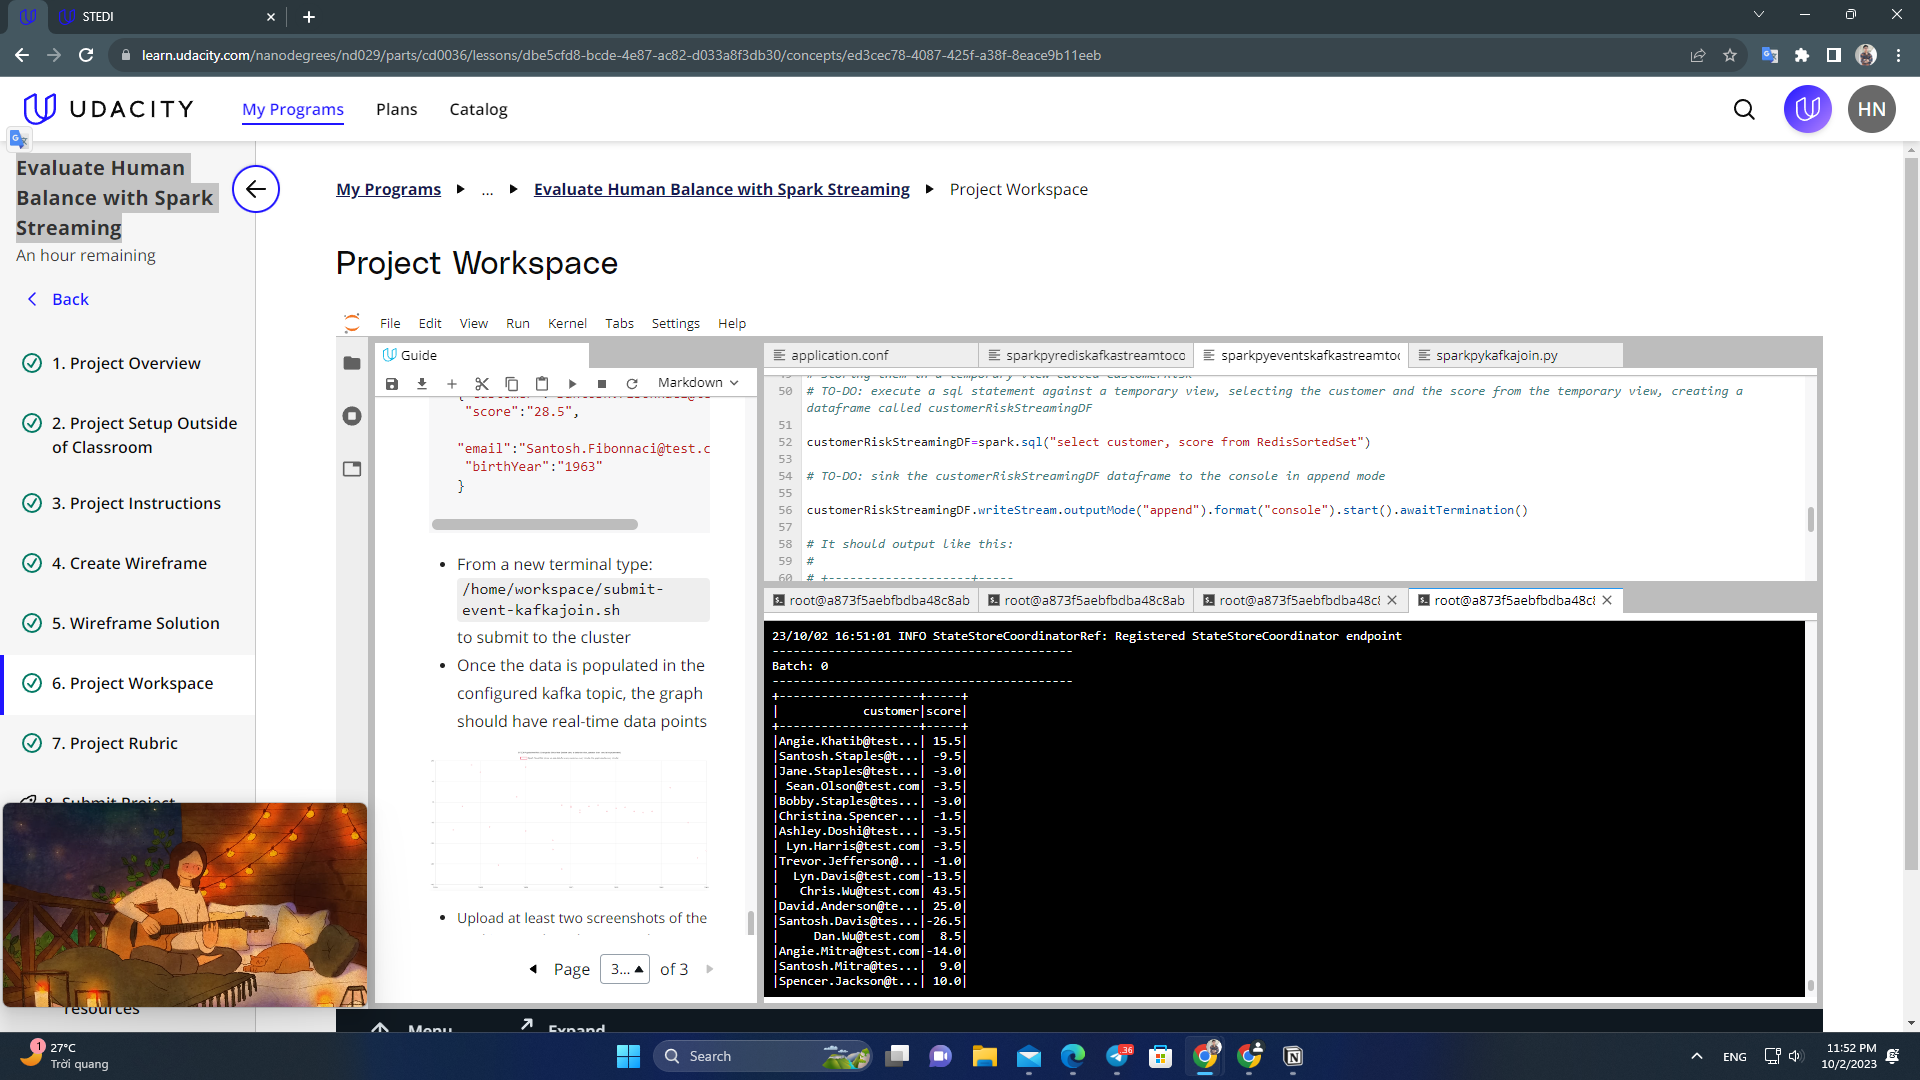 STEDI
learn.udacity.com/nanodegrees/nd029/parts/cd0036/lessons/dbe5cfd8-bcde-4e87-ac82-d033a8f3db30/concepts/ed3cec78-4087-425f-a38f-8eace9b11eeb
UDACITY
My Programs Plans Catalog
HN
Evaluate Human
Balance with Spark
Streaming
An hour remaining
Back
1. Project Overview
2. Project Setup Outside
of Classroom
3. Project Instructions
4. Create Wireframe
5. Wireframe Solution
6. Project Workspace
7. Project Rubric
8. Submit Project
resources
My Programs ... Evaluate Human Balance with Spark Streaming Project Workspace
Project Workspace
File Edit View Run Kernel Tabs Settings Help
Guide
Markdown
"score":"28.5",
"email":"Santosh.Fibonnaci@test.c
"birthYear":"1963"
}
From a new terminal type:
/home/workspace/submit-
event-kafkajoin.sh
to submit to the cluster
Once the data is populated in the
configured kafka topic, the graph
should have real-time data points
Upload at least two screenshots of the
Page 3... of 3
application.conf sparkpyrediskafkastreamtoco sparkpyeventskafkastreamtoc sparkpykafkajoin.py
# storing them in a temporary view called CustomerRisk
50 # TO-DO: execute a sql statement against a temporary view, selecting the customer and the score from the temporary view, creating a
dataframe called customerRiskStreamingDF
51
52 customerRiskStreamingDF=spark.sql("select customer, score from RedisSortedSet")
53
54 # TO-DO: sink the customerRiskStreamingDF dataframe to the console in append mode
55
56 customerRiskStreamingDF.writeStream.outputMode("append").format("console").start().awaitTermination()
57
58 # It should output like this:
59 #
60 # +--------------------+-----
root@a873f5aebfbdba48c8ab root@a873f5aebfbdba48c8ab root@a873f5aebfbdba48c8 root@a873f5aebfbdba48c8
23/10/02 16:51:01 INFO StateStoreCoordinatorRef: Registered StateStoreCoordinator endpoint
-------------------------------------------
Batch: 0
-------------------------------------------
+--------------------+-----+
|            customer|score|
+--------------------+-----+
|Angie.Khatib@test...| 15.5|
|Santosh.Staples@t...| -9.5|
|Jane.Staples@test...| -3.0|
| Sean.Olson@test.com| -3.5|
|Bobby.Staples@tes...| -3.0|
|Christina.Spencer...| -1.5|
|Ashley.Doshi@test...| -3.5|
| Lyn.Harris@test.com| -3.5|
|Trevor.Jefferson@...| -1.0|
|  Lyn.Davis@test.com|-13.5|
|   Chris.Wu@test.com| 43.5|
|David.Anderson@te...| 25.0|
|Santosh.Davis@tes...|-26.5|
|     Dan.Wu@test.com|  8.5|
|Angie.Mitra@test.com|-14.0|
|Santosh.Mitra@tes...|  9.0|
|Spencer.Jackson@t...| 10.0|
Menu Expand
1
27°C
Trời quang
Search
36
ENG
11:52 PM
10/2/2023